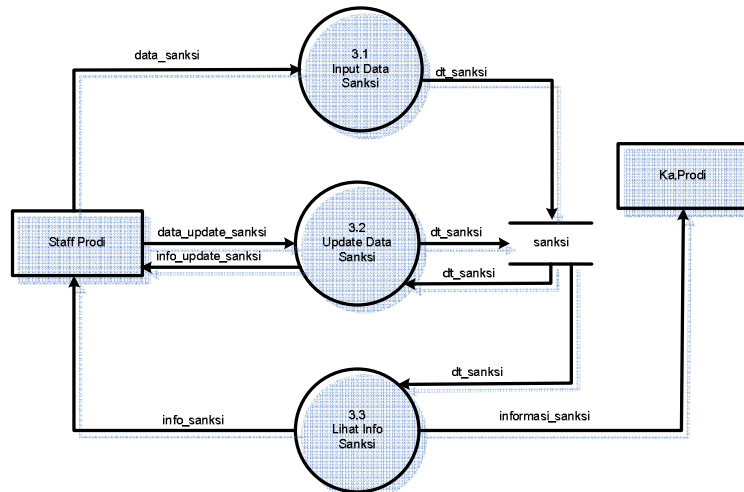 data_sanksi
3.1
Input Data
Sanksi
dt_sanksi
Ka.Prodi
Staff Prodi
data_update_sanksi
info_update_sanksi
3.2
Update Data
Sanksi
dt_sanksi
sanksi
dt_sanksi
dt_sanksi
info_sanksi
3.3
Lihat Info
Sanksi
informasi_sanksi